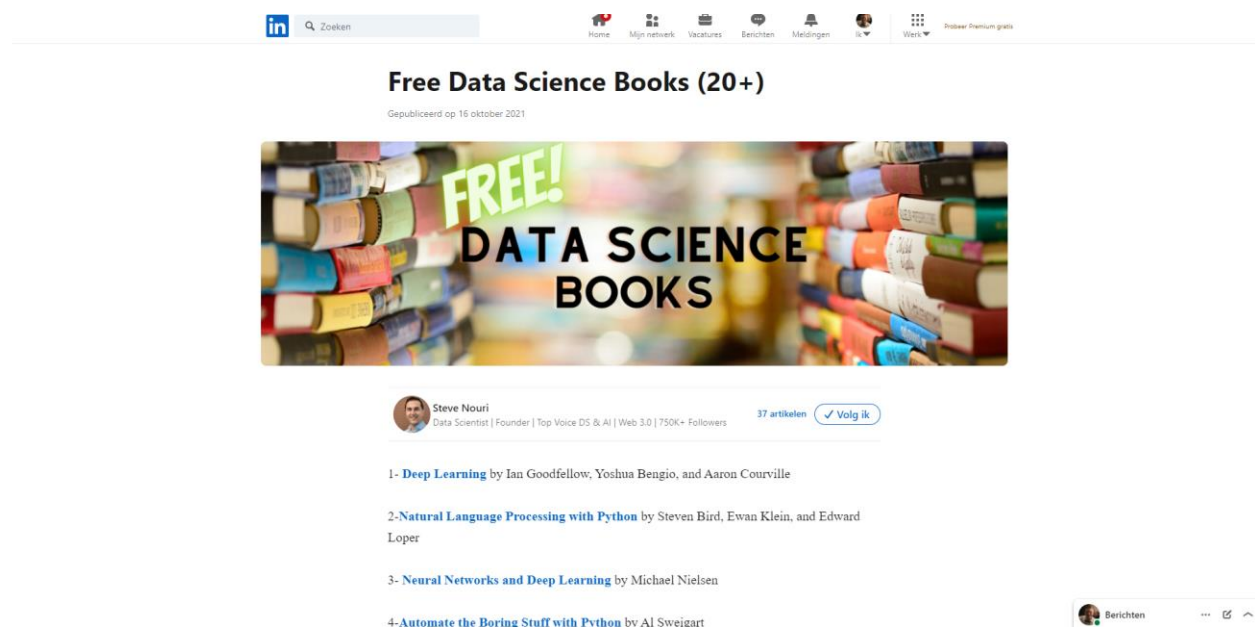 in
Zoeken
Home
Mijn netwerk
Vacatures
Berichten
Meldingen
Ik
Werk
Probeer Premium gratis
Free Data Science Books (20+)
Gepubliceerd op 16 oktober 2021
FREE!
DATA SCIENCE
BOOKS
Steve Nouri
Data Scientist | Founder | Top Voice DS & AI | Web 3.0 | 750K+ Followers
37 artikelen
Volg ik
1- Deep Learning by Ian Goodfellow, Yoshua Bengio, and Aaron Courville
2-Natural Language Processing with Python by Steven Bird, Ewan Klein, and Edward
Loper
3- Neural Networks and Deep Learning by Michael Nielsen
4-Automate the Boring Stuff with Python by Al Sweigart
Berichten